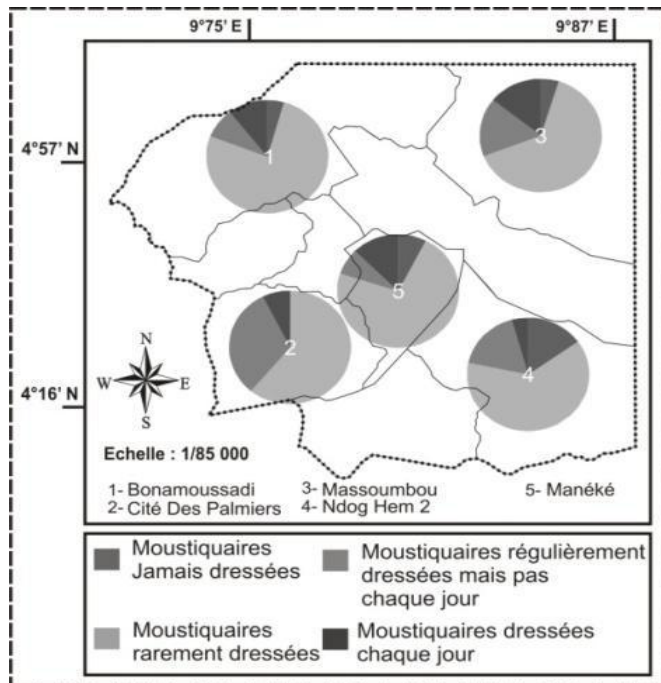 9°75' E
9°87' E
4°57' N
1
3
5
2
4
N
W E
S
4°16' N
Echelle : 1/85 000
1- Bonamoussadi
3- Massoumbou
5- Manéké
2- Cité Des Palmiers
4- Ndog Hem 2
Moustiquaires
Jamais dressées
Moustiquaires régulièrement
dressées mais pas
chaque jour
Moustiquaires
rarement dressées
Moustiquaires dressées
chaque jour